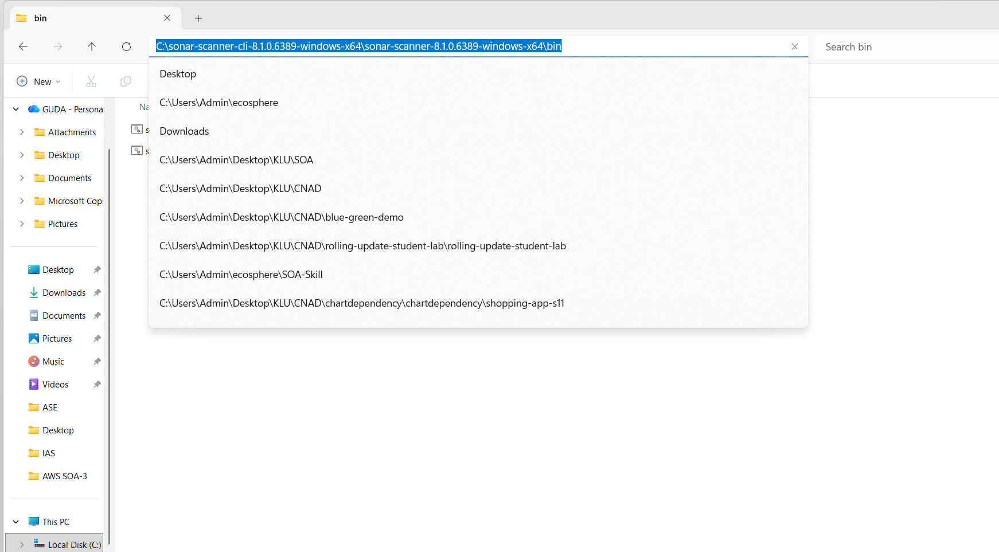 bin
C:\sonar-scanner-cli-8.1.0.6389-windows-x64\sonar-scanner-8.1.0.6389-windows-x64\bin
Search bin
New
Desktop
C:\Users\Admin\ecosphere
Downloads
C:\Users\Admin\Desktop\KLU\SOA
C:\Users\Admin\Desktop\KLU\CNAD
C:\Users\Admin\Desktop\KLU\CNAD\blue-green-demo
C:\Users\Admin\Desktop\KLU\CNAD\rolling-update-student-lab\rolling-update-student-lab
C:\Users\Admin\ecosphere\SOA-Skill
C:\Users\Admin\Desktop\KLU\CNAD\chartdependency\chartdependency\shopping-app-s11
Na
s
s
GUDA - Persona
Attachments
Desktop
Documents
Microsoft Copi
Pictures
Desktop
Downloads
Documents
Pictures
Music
Videos
ASE
Desktop
IAS
AWS SOA-3
This PC
Local Disk (C:)